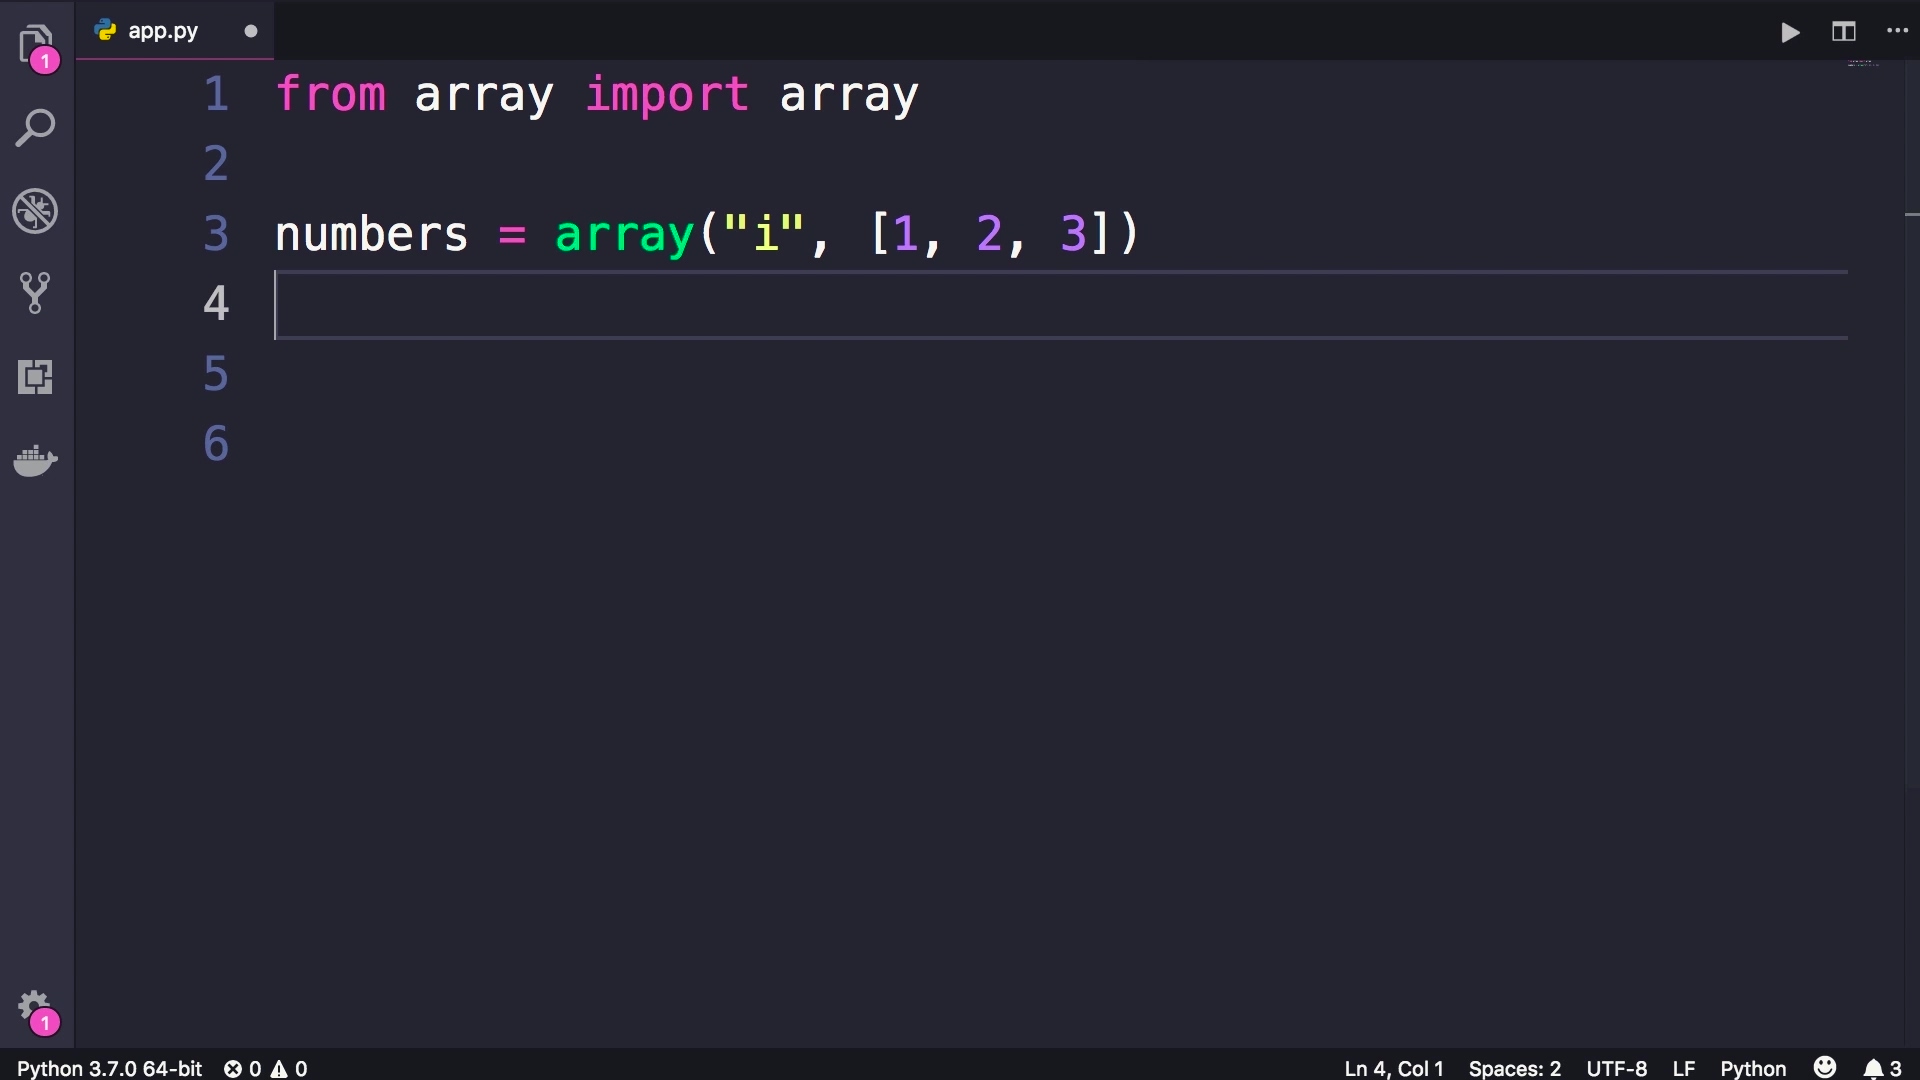 app.py
1
1 from array import array
2
3 numbers = array("i", [1, 2, 3])
4
5
6
1
Python 3.7.0 64-bit 0 0 Ln 4, Col 1 Spaces: 2 UTF-8 LF Python 3